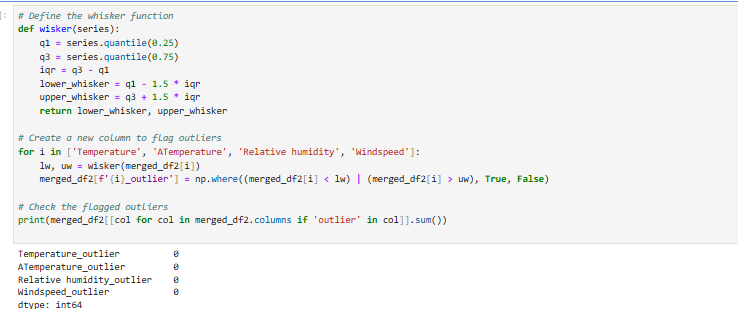 ]: # Define the whisker function
def wisker(series):
    q1 = series.quantile(0.25)
    q3 = series.quantile(0.75)
    iqr = q3 - q1
    lower_whisker = q1 - 1.5 * iqr
    upper_whisker = q3 + 1.5 * iqr
    return lower_whisker, upper_whisker

# Create a new column to flag outliers
for i in ['Temperature', 'ATemperature', 'Relative humidity', 'Windspeed']:
    lw, uw = wisker(merged_df2[i])
    merged_df2[f'{i}_outlier'] = np.where((merged_df2[i] < lw) | (merged_df2[i] > uw), True, False)

# Check the flagged outliers
print(merged_df2[[col for col in merged_df2.columns if 'outlier' in col]].sum())

Temperature_outlier          0
ATemperature_outlier         0
Relative humidity_outlier    0
Windspeed_outlier            0
dtype: int64